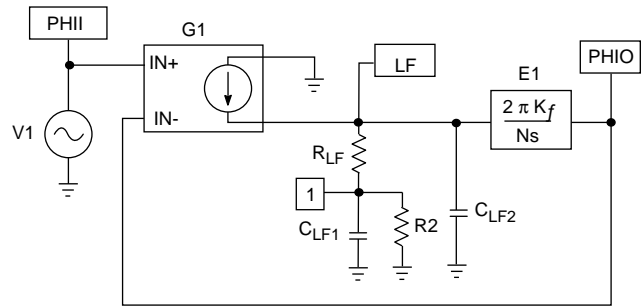 PHII
G1
IN+
IN-
V1
LF
E1
PHIO
2 π Kf
Ns
RLF
1
CLF1
R2
CLF2